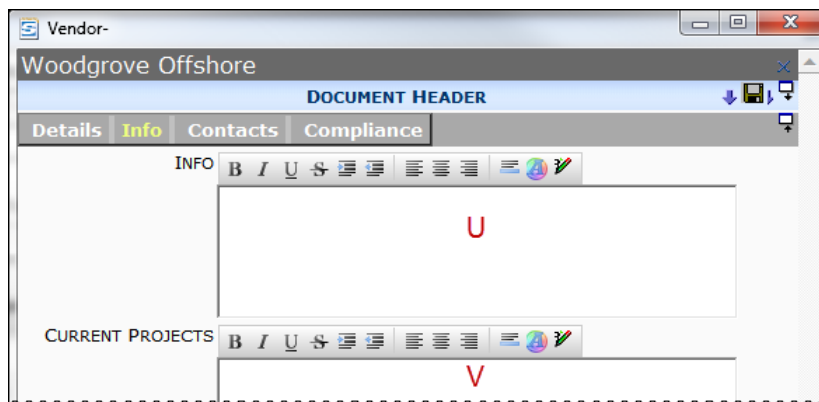 Vendor-
Woodgrove Offshore
DOCUMENT HEADER
Details Info Contacts Compliance
INFO B I U S
U
CURRENT PROJECTS B I U S
V